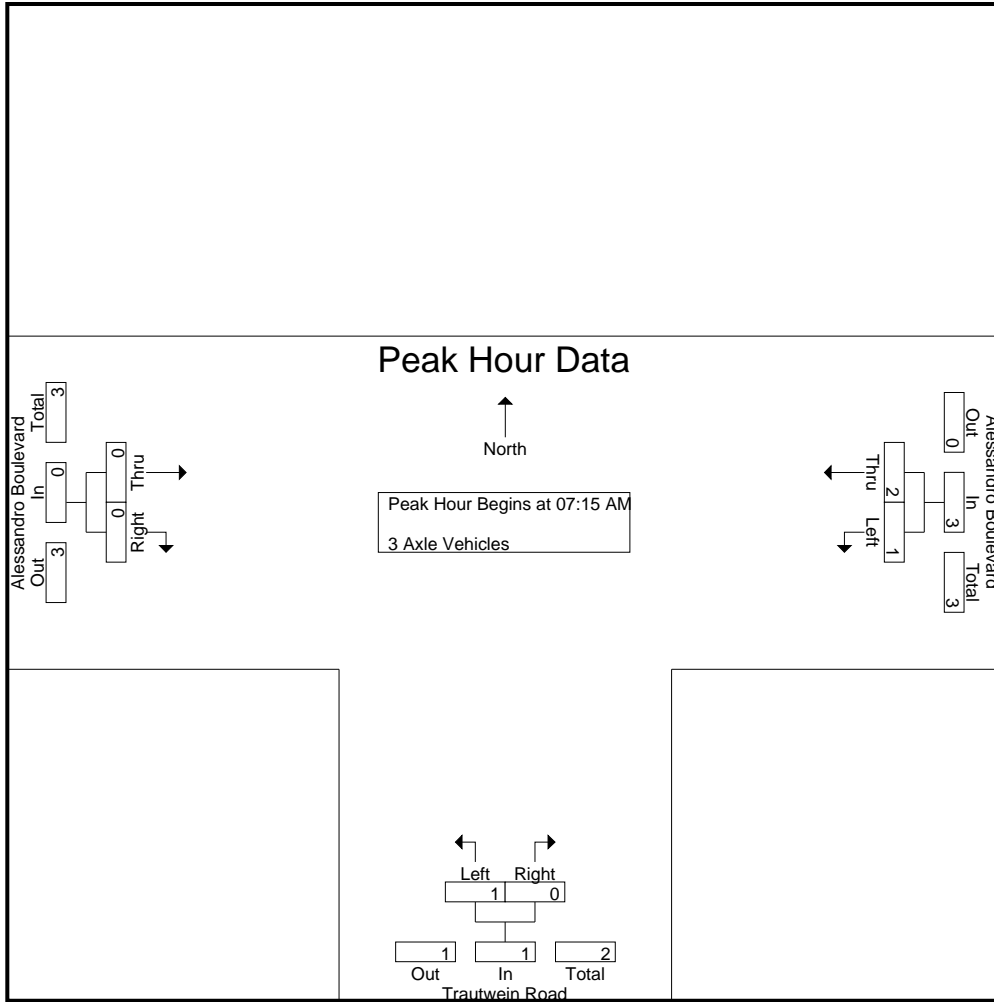 Peak Hour Data
North
Peak Hour Begins at 07:15 AM
3 Axle Vehicles
Alessandro Boulevard
Out
In
Total
3
0
3
Right
Thru
0
0
Alessandro Boulevard
Out
In
Total
0
3
3
Thru
Left
2
1
Left
Right
1
0
1
1
2
Out
In
Total
Trautwein Road